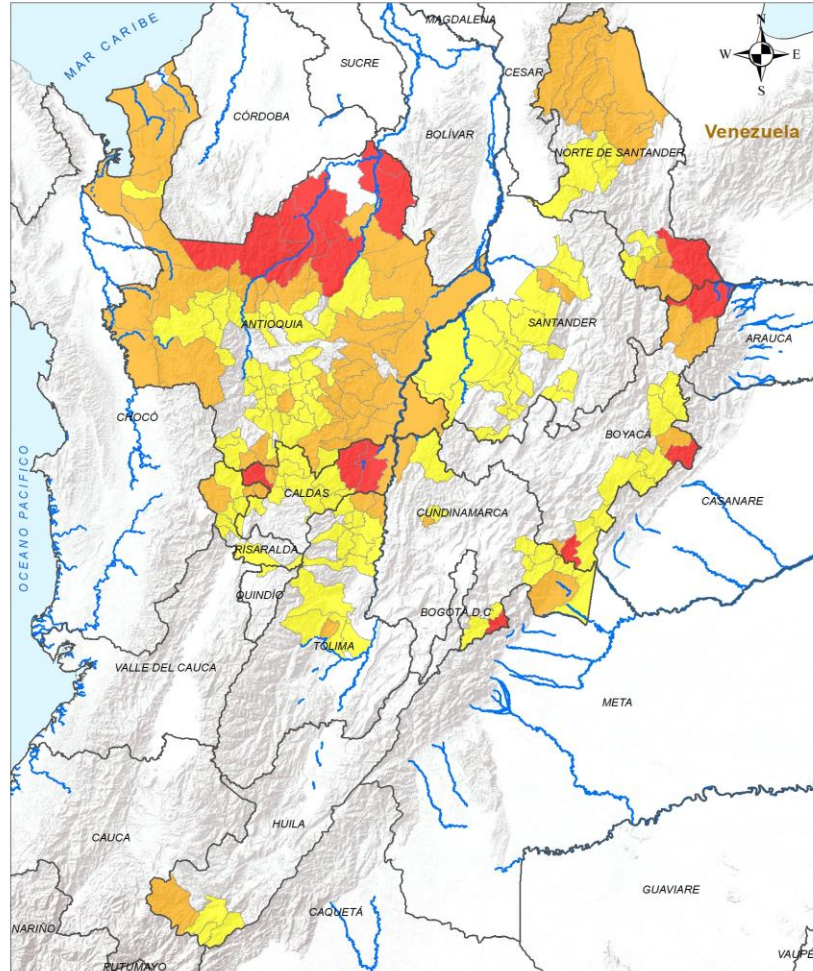 MAGDALENA
N
MAR CARIBE
SUCRE
CESAR
W E
S
CÓRDOBA
BOLÍVAR
Venezuela
NORTE DE SANTANDER
ANTIOQUIA
SANTANDER
ARAUCA
CHOCÓ
BOYACÁ
OCEANO PACIFICO
CALDAS
CUNDINAMARCA
CASANARE
RISARALDA
QUINDÍO
BOGOTÁ, D.C
TOLIMA
VALLE DEL CAUCA
META
HUILA
CAUCA
GUAVIARE
CAQUETÁ
NARIÑO
PUTUMAYO
VAUPÉ